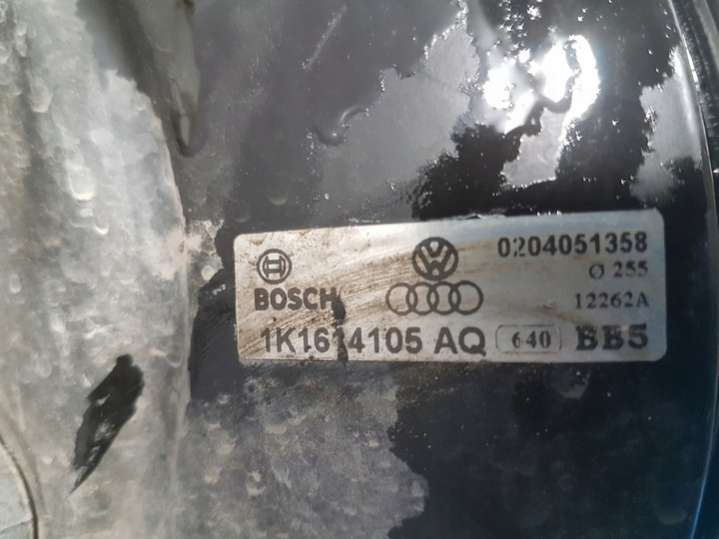 0204051358
BOSCH
Ø 255
12262A
1K1614105 AQ 640 BB5